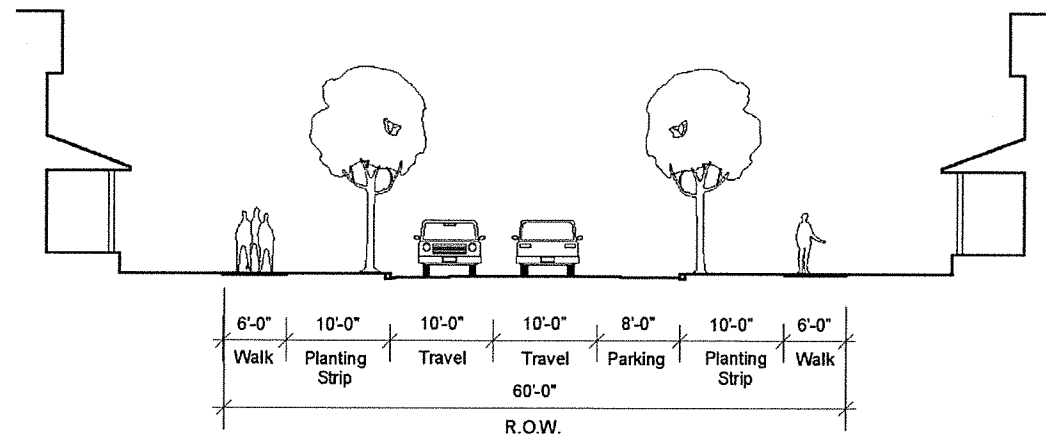 6'-0" 10'-0" 10'-0" 10'-0" 8'-0" 10'-0" 6'-0"
Walk Planting Travel Travel Parking Planting Walk
Strip Strip
60'-0"
R.O.W.